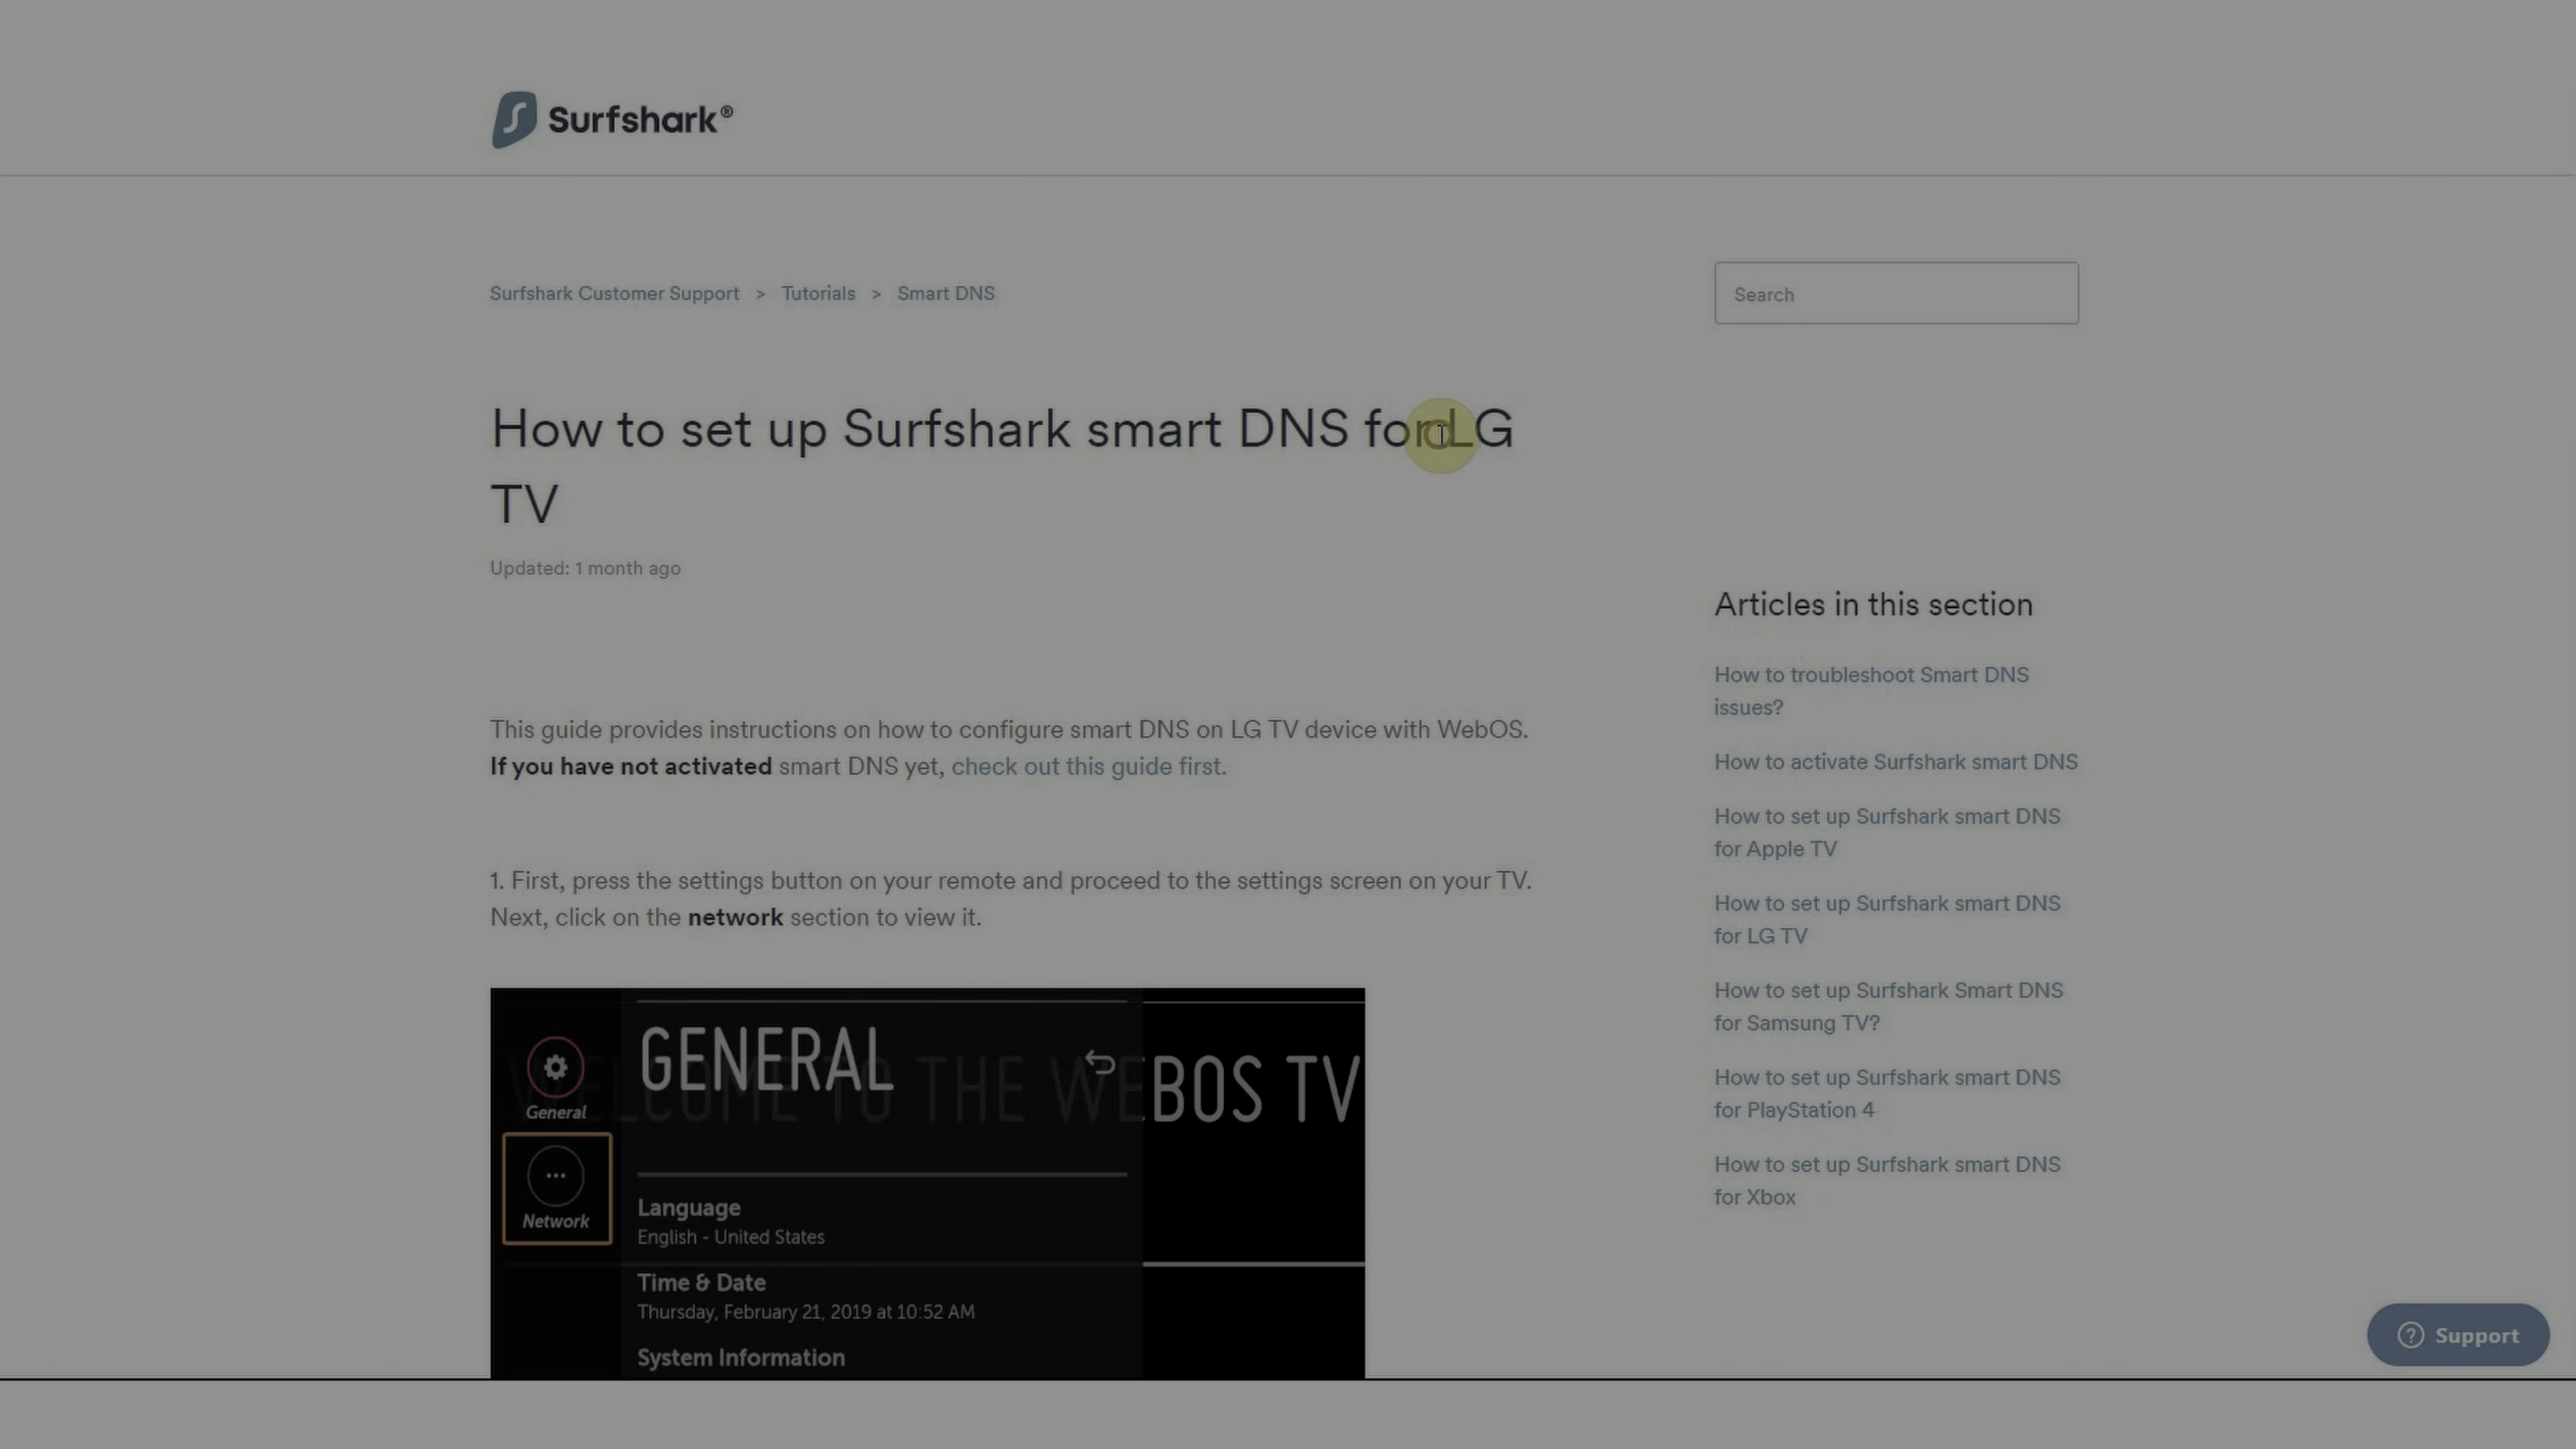 Surfshark®
Surfshark Customer Support > Tutorials > Smart DNS
Search
How to set up Surfshark smart DNS for LG
TV
Updated: 1 month ago
This guide provides instructions on how to configure smart DNS on LG TV device with WebOS.
If you have not activated smart DNS yet, check out this guide first.
1. First, press the settings button on your remote and proceed to the settings screen on your TV.
Next, click on the network section to view it.
GENERAL
WELCOME TO THE WEBOS TV
General
Network
Language
English - United States
Time & Date
Thursday, February 21, 2019 at 10:52 AM
System Information
Articles in this section
How to troubleshoot Smart DNS
issues?
How to activate Surfshark smart DNS
How to set up Surfshark smart DNS
for Apple TV
How to set up Surfshark smart DNS
for LG TV
How to set up Surfshark Smart DNS
for Samsung TV?
How to set up Surfshark smart DNS
for PlayStation 4
How to set up Surfshark smart DNS
for Xbox
Support